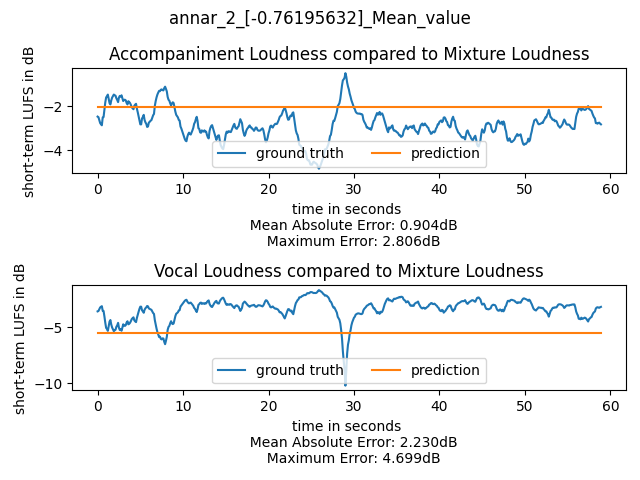 annar_2_[-0.76195632]_Mean_value
Accompaniment Loudness compared to Mixture Loudness
short-term LUFS in dB
−2
−4
ground truth
prediction
0 10 20 30 40 50 60
time in seconds
Mean Absolute Error: 0.904dB
Maximum Error: 2.806dB
Vocal Loudness compared to Mixture Loudness
short-term LUFS in dB
−5
−10
ground truth
prediction
0 10 20 30 40 50 60
time in seconds
Mean Absolute Error: 2.230dB
Maximum Error: 4.699dB